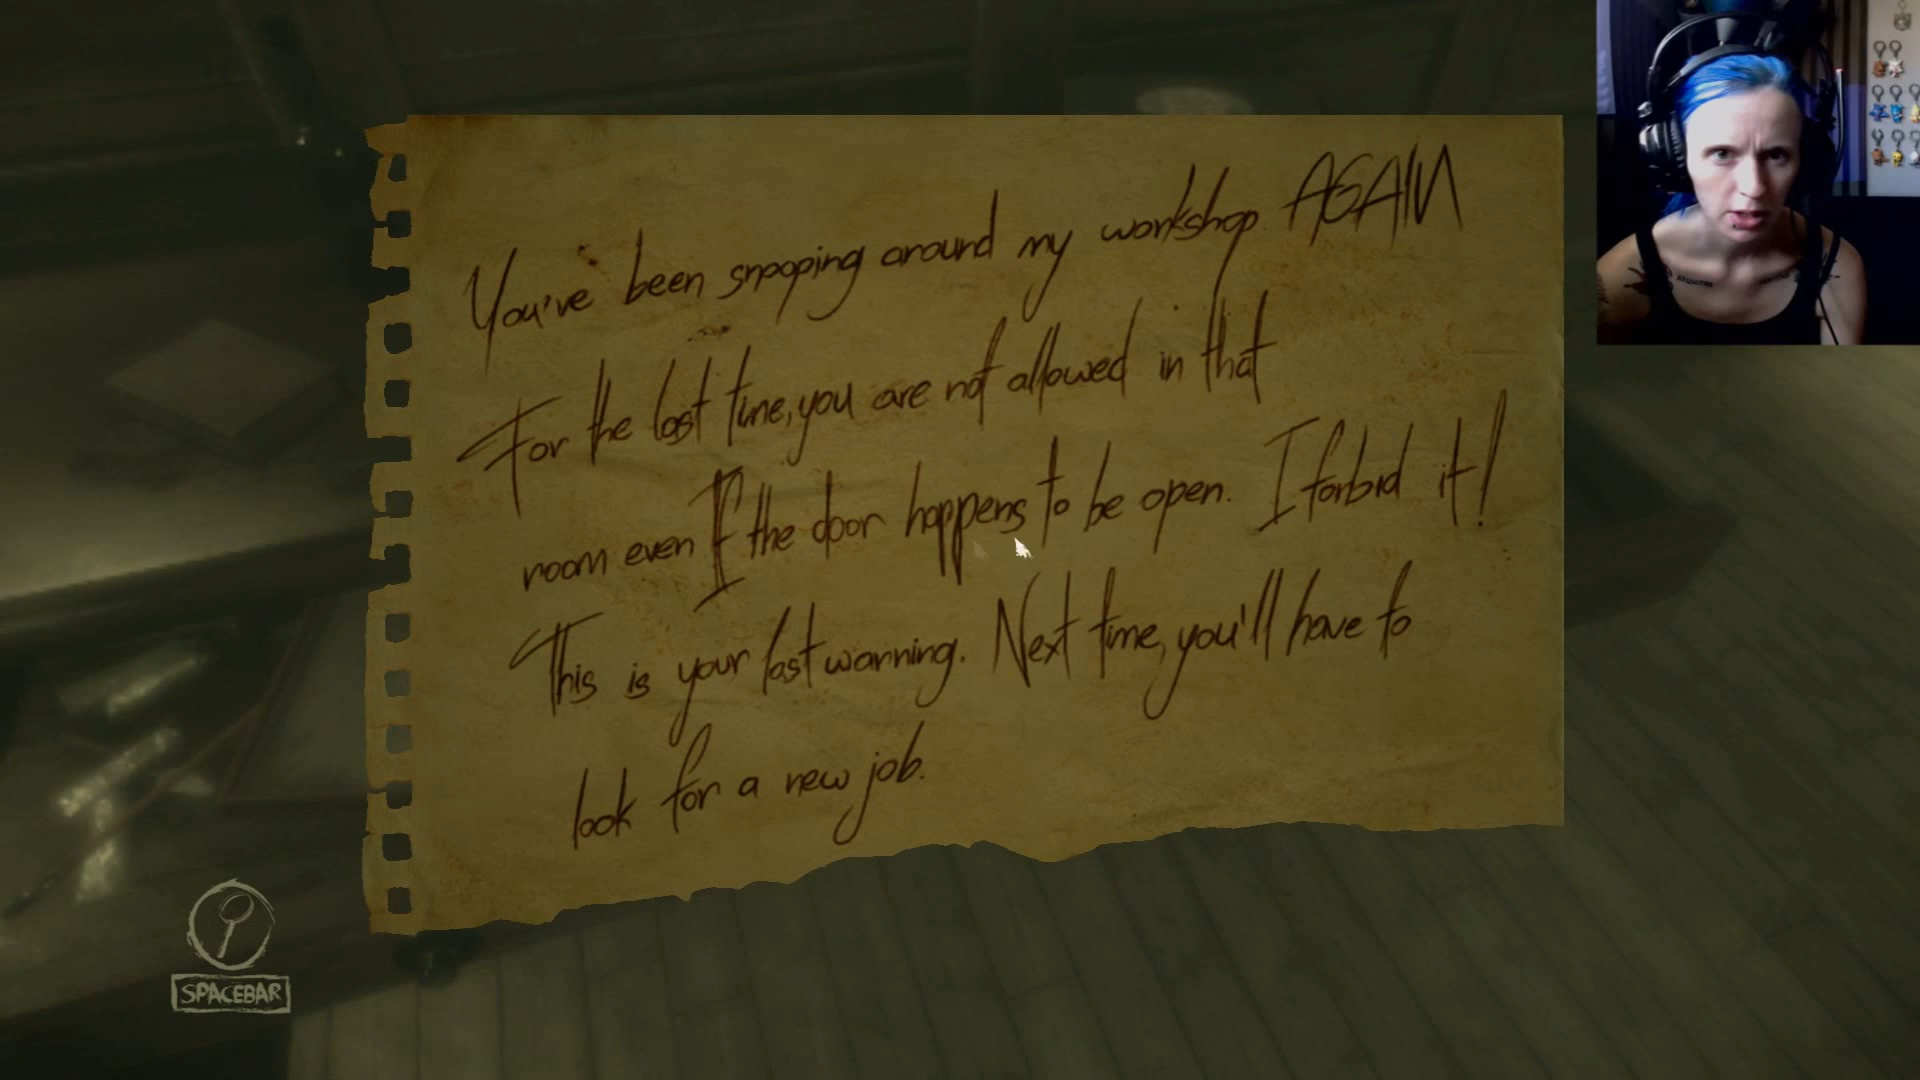 You've been snooping around my workshop AGAIN
For the last time, you are not allowed in that
room even If the door happens to be open. I forbid it!
This is your last warning. Next time, you'll have to
look for a new job.
SPACEBAR